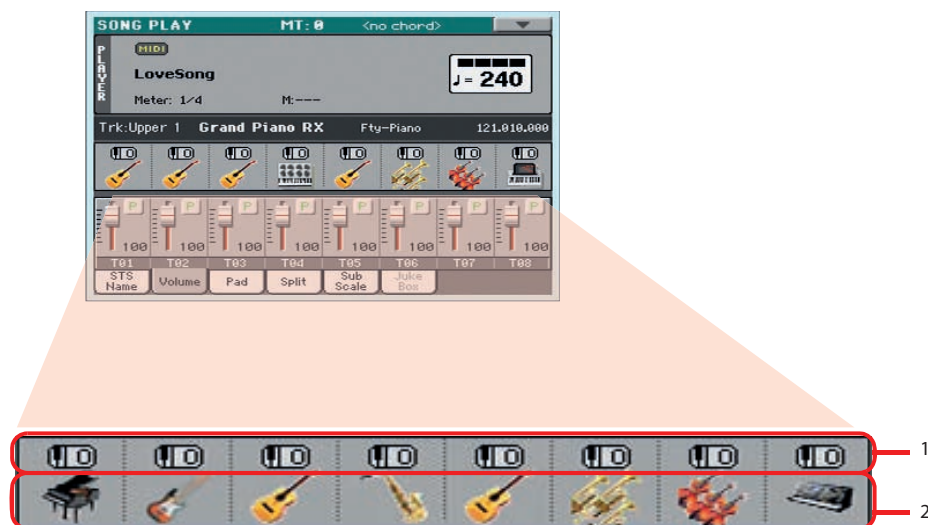 SONG PLAY MT: 0 <no chord>
PLAYER
MIDI
LoveSong
♩= 240
Meter: 1/4 M:---
Trk:Upper 1 Grand Piano RX Fty-Piano 121.010.000
P P P P P P P P
100 100 100 100 100 100 100 100
T01 T02 T03 T04 T05 T06 T07 T08
STS Name Volume Pad Split Sub Scale Juke Box
1
2